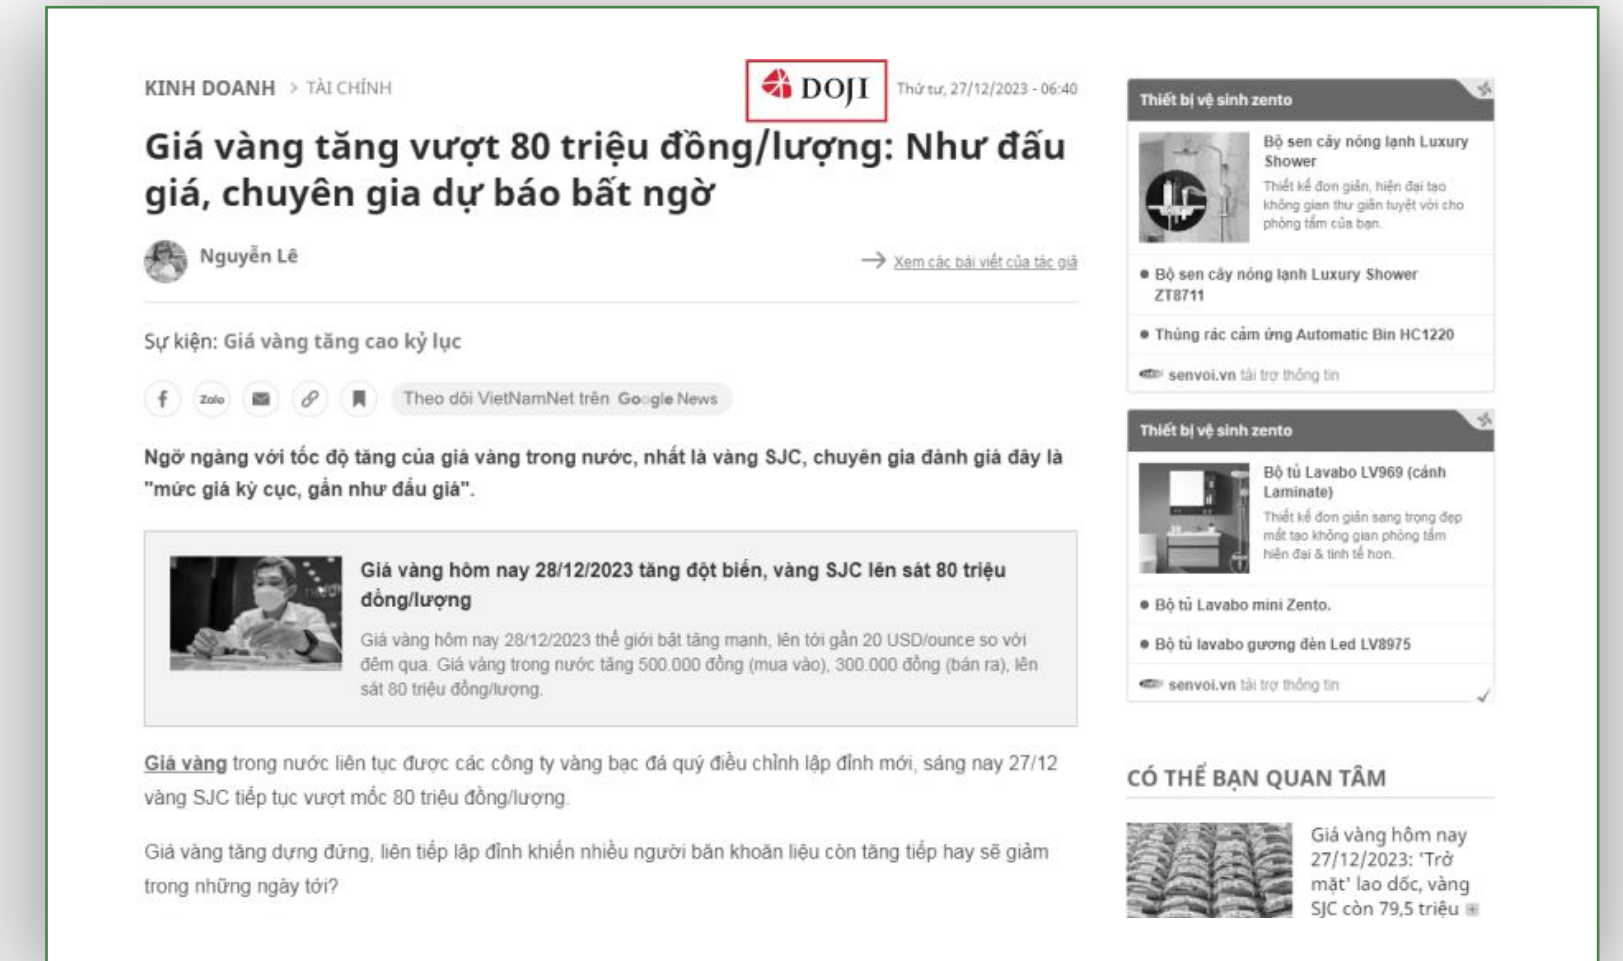 KINH DOANH > TÀI CHÍNH
DOJI
Thứ tư, 27/12/2023 - 06:40
Giá vàng tăng vượt 80 triệu đồng/lượng: Như đấu
giá, chuyên gia dự báo bất ngờ
Nguyễn Lê
Xem các bài viết của tác giả
Sự kiện: Giá vàng tăng cao kỷ lục
Zalo
Theo dõi VietNamNet trên Google News
Ngỡ ngàng với tốc độ tăng của giá vàng trong nước, nhất là vàng SJC, chuyên gia đánh giá đây là
"mức giá kỳ cục, gần như đấu giá".
Giá vàng hôm nay 28/12/2023 tăng đột biến, vàng SJC lên sát 80 triệu
đồng/lượng
Giá vàng hôm nay 28/12/2023 thế giới bật tăng mạnh, lên tới gần 20 USD/ounce so với
đêm qua. Giá vàng trong nước tăng 500.000 đồng (mua vào), 300.000 đồng (bán ra), lên
sát 80 triệu đồng/lượng.
Giá vàng trong nước liên tục được các công ty vàng bạc đá quý điều chỉnh lập đỉnh mới, sáng nay 27/12
vàng SJC tiếp tục vượt mốc 80 triệu đồng/lượng.
Giá vàng tăng dựng đứng, liên tiếp lập đỉnh khiến nhiều người băn khoăn liệu còn tăng tiếp hay sẽ giảm
trong những ngày tới?
Thiết bị vệ sinh zento
Bộ sen cây nóng lạnh Luxury
Shower
Thiết kế đơn giản, hiện đại tạo
không gian thư giãn tuyệt vời cho
phòng tắm của bạn.
Bộ sen cây nóng lạnh Luxury Shower
ZT8711
Thùng rác cảm ứng Automatic Bin HC1220
senvoi.vn tài trợ thông tin
Thiết bị vệ sinh zento
Bộ tủ Lavabo LV969 (cánh
Laminate)
Thiết kế đơn giản sang trọng đẹp
mắt tạo không gian phòng tắm
hiện đại & tinh tế hơn.
Bộ tủ Lavabo mini Zento.
Bộ tủ lavabo gương đèn Led LV8975
senvoi.vn tài trợ thông tin
CÓ THỂ BẠN QUAN TÂM
Giá vàng hôm nay
27/12/2023: 'Trở
mặt' lao dốc, vàng
SJC còn 79,5 triệu